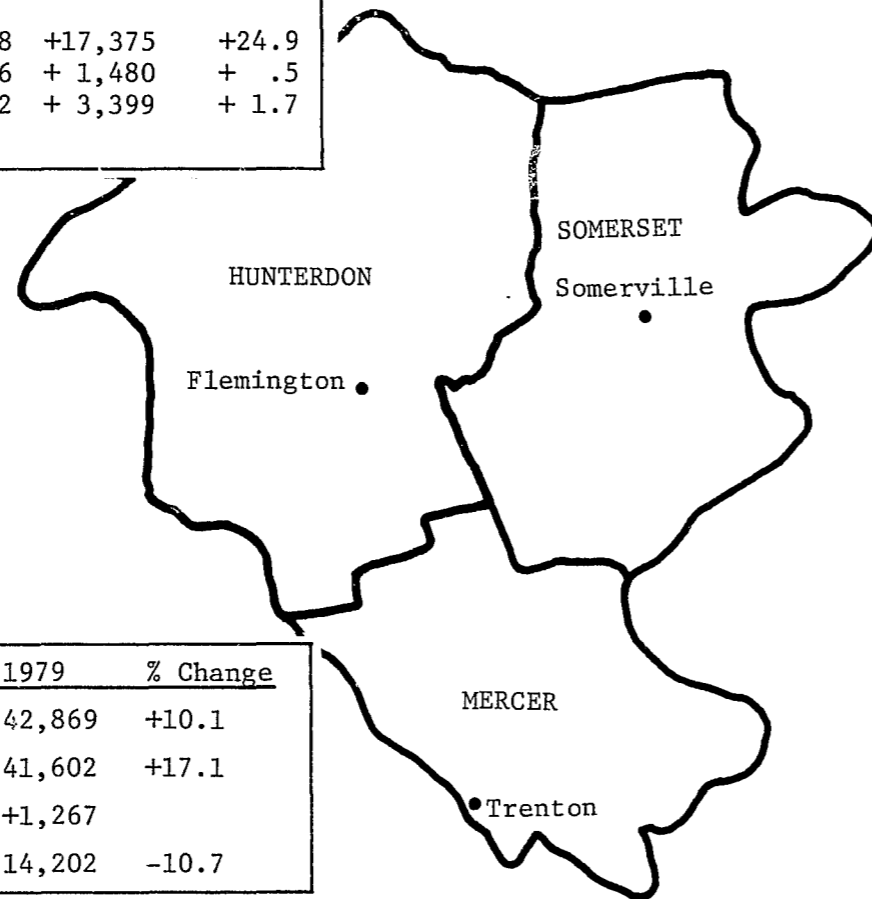 8 +17,375 +24.9
6 + 1,480 + .5
2 + 3,399 + 1.7
SOMERSET
HUNTERDON
Somerville
Flemington
1979 % Change
42,869 +10.1
41,602 +17.1
+1,267
14,202 -10.7
MERCER
Trenton